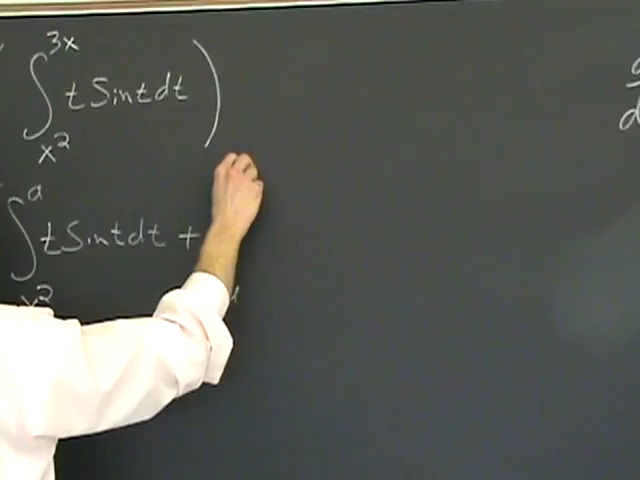 ∫_{x²}^{3x} t Sin t dt )
∫_{x²}^{a} t Sin t dt +
d